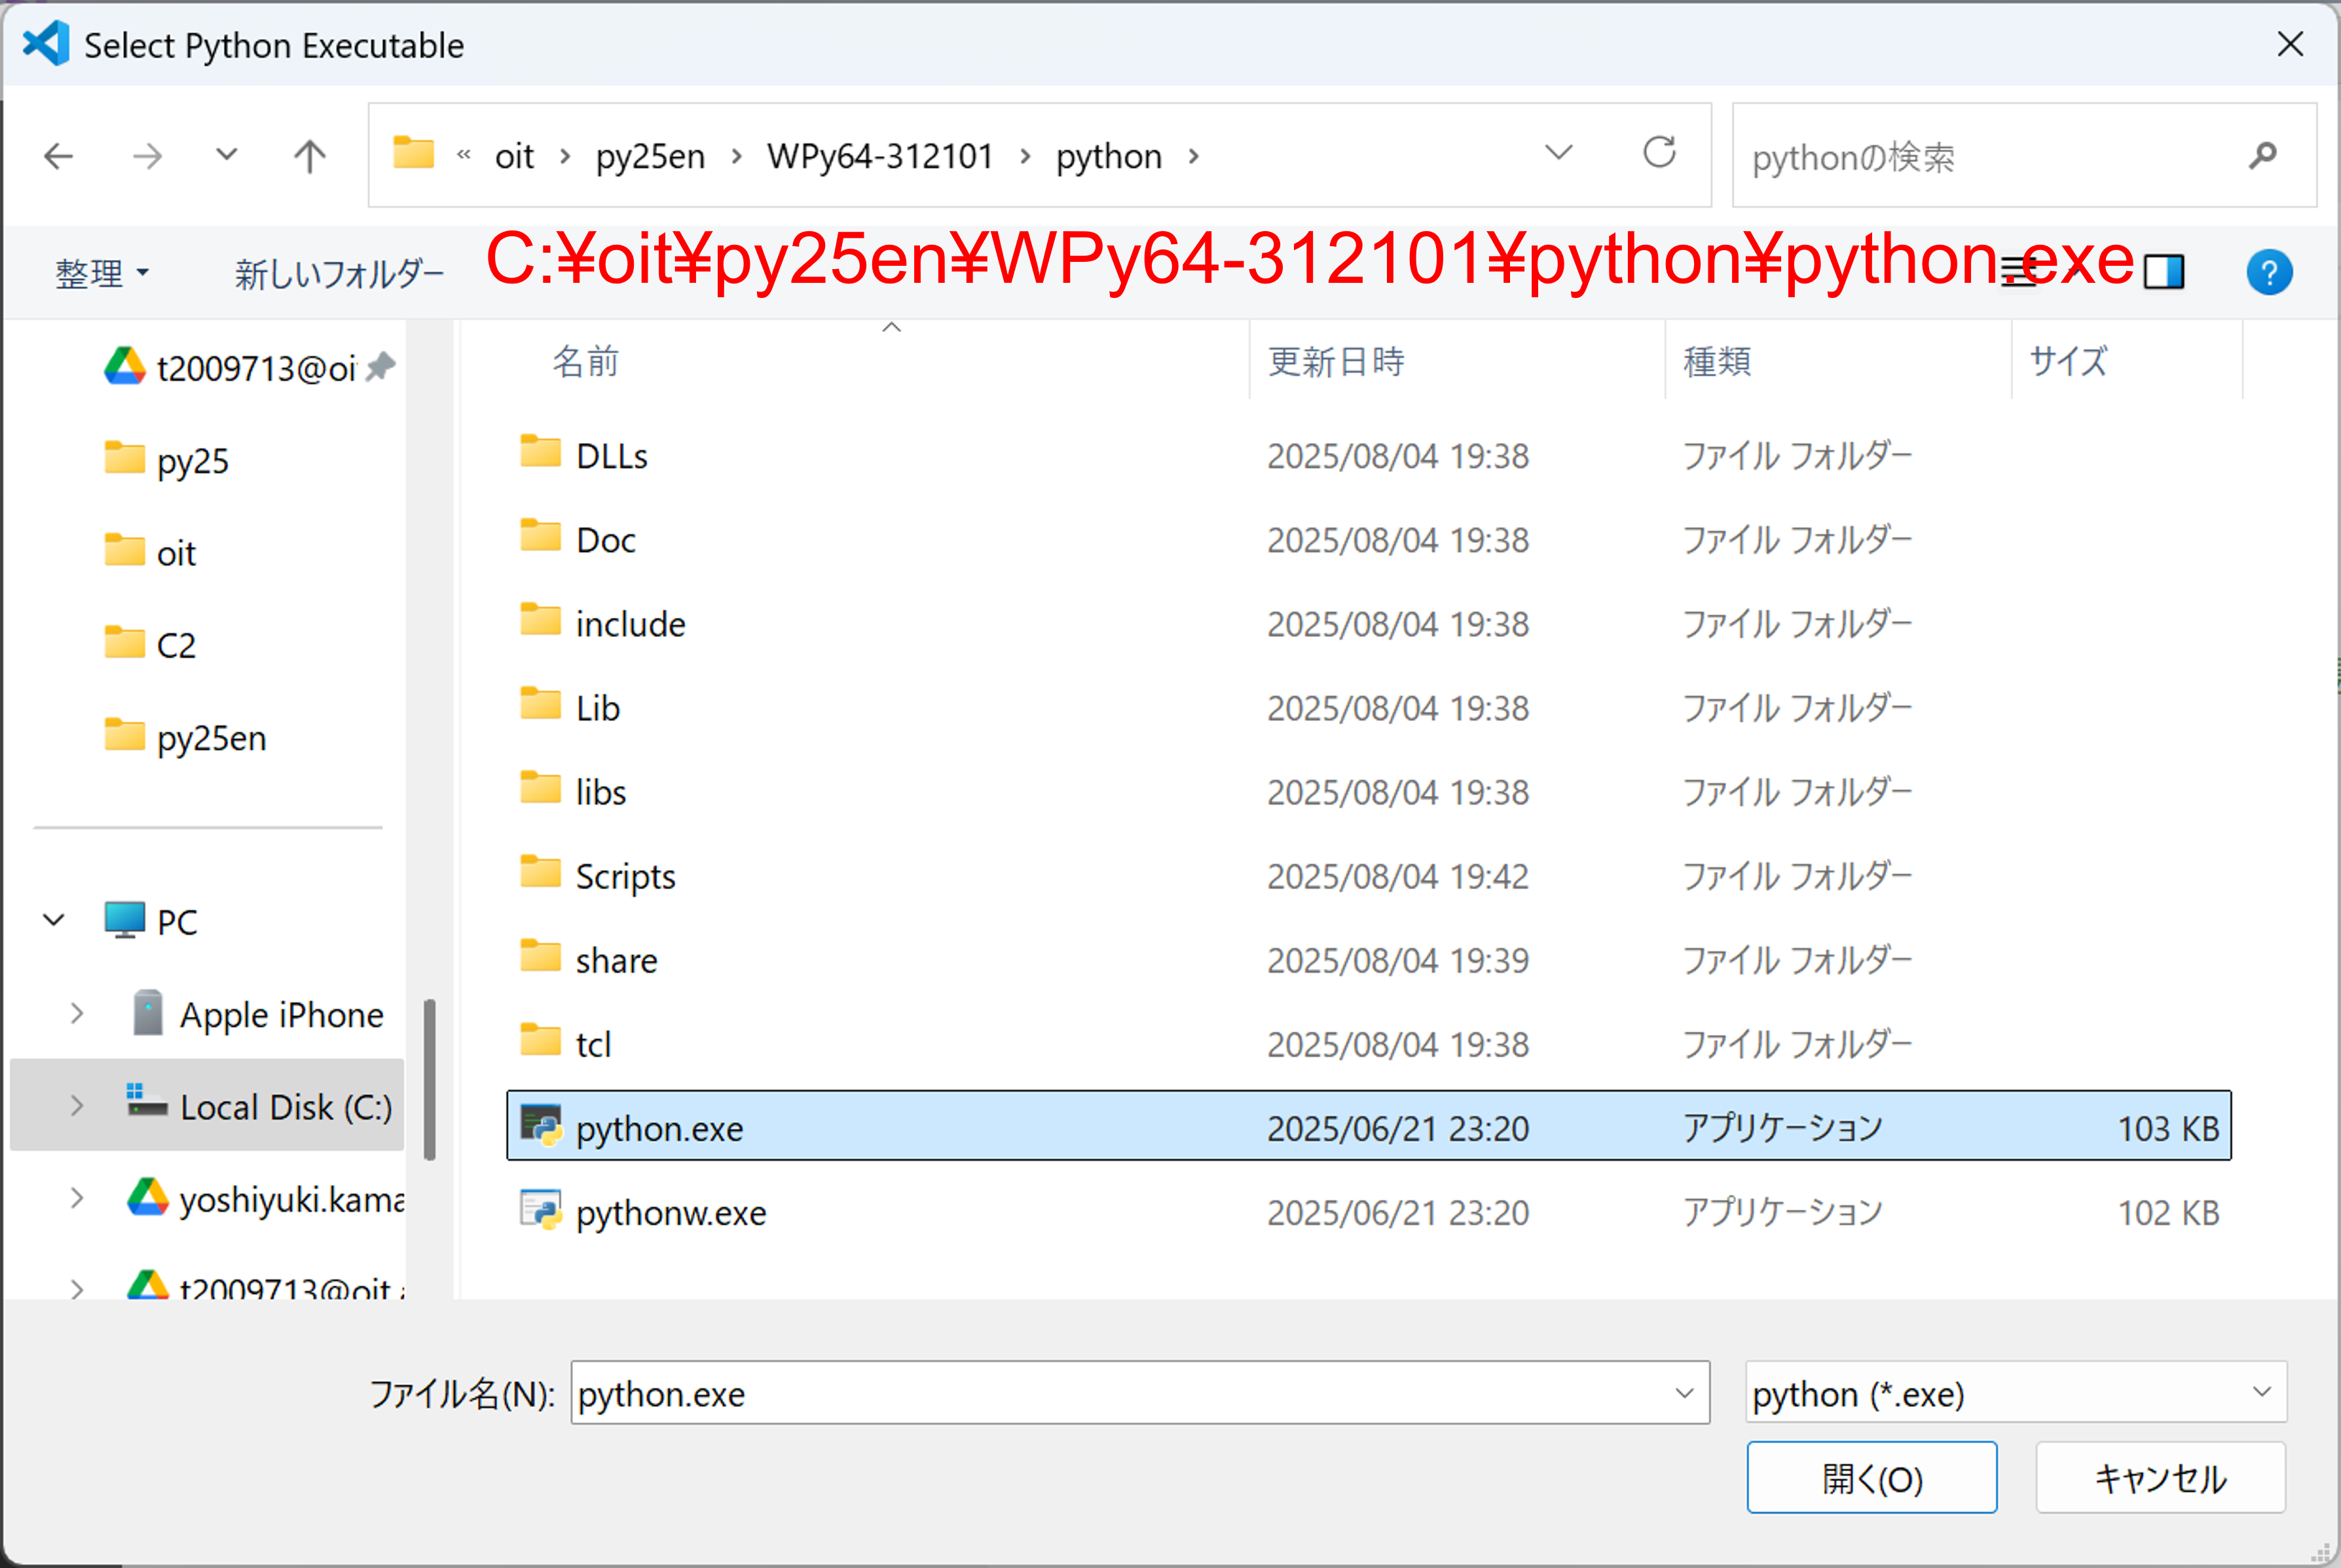 Select Python Executable
« oit › py25en › WPy64-312101 › python ›
pythonの検索
整理
新しいフォルダー
C:¥oit¥py25en¥WPy64-312101¥python¥python.exe
名前 更新日時 種類 サイズ
t2009713@oi
py25
oit
C2
py25en
PC
Apple iPhone
Local Disk (C:)
yoshiyuki.kama
t2009713@oit.
DLLs 2025/08/04 19:38 ファイル フォルダー
Doc 2025/08/04 19:38 ファイル フォルダー
include 2025/08/04 19:38 ファイル フォルダー
Lib 2025/08/04 19:38 ファイル フォルダー
libs 2025/08/04 19:38 ファイル フォルダー
Scripts 2025/08/04 19:42 ファイル フォルダー
share 2025/08/04 19:39 ファイル フォルダー
tcl 2025/08/04 19:38 ファイル フォルダー
python.exe 2025/06/21 23:20 アプリケーション 103 KB
pythonw.exe 2025/06/21 23:20 アプリケーション 102 KB
ファイル名(N): python.exe
python (*.exe)
開く(O)
キャンセル